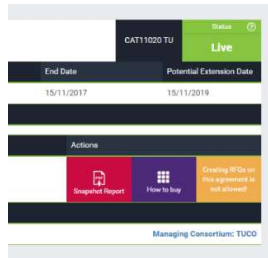 Status
CAT11020 TU
Live
End Date Potential Extension Date
15/11/2017 15/11/2019
Actions
Snapshot Report
How to buy
Creating RFQs on
this agreement is
not allowed!
Managing Consortium: TUCO